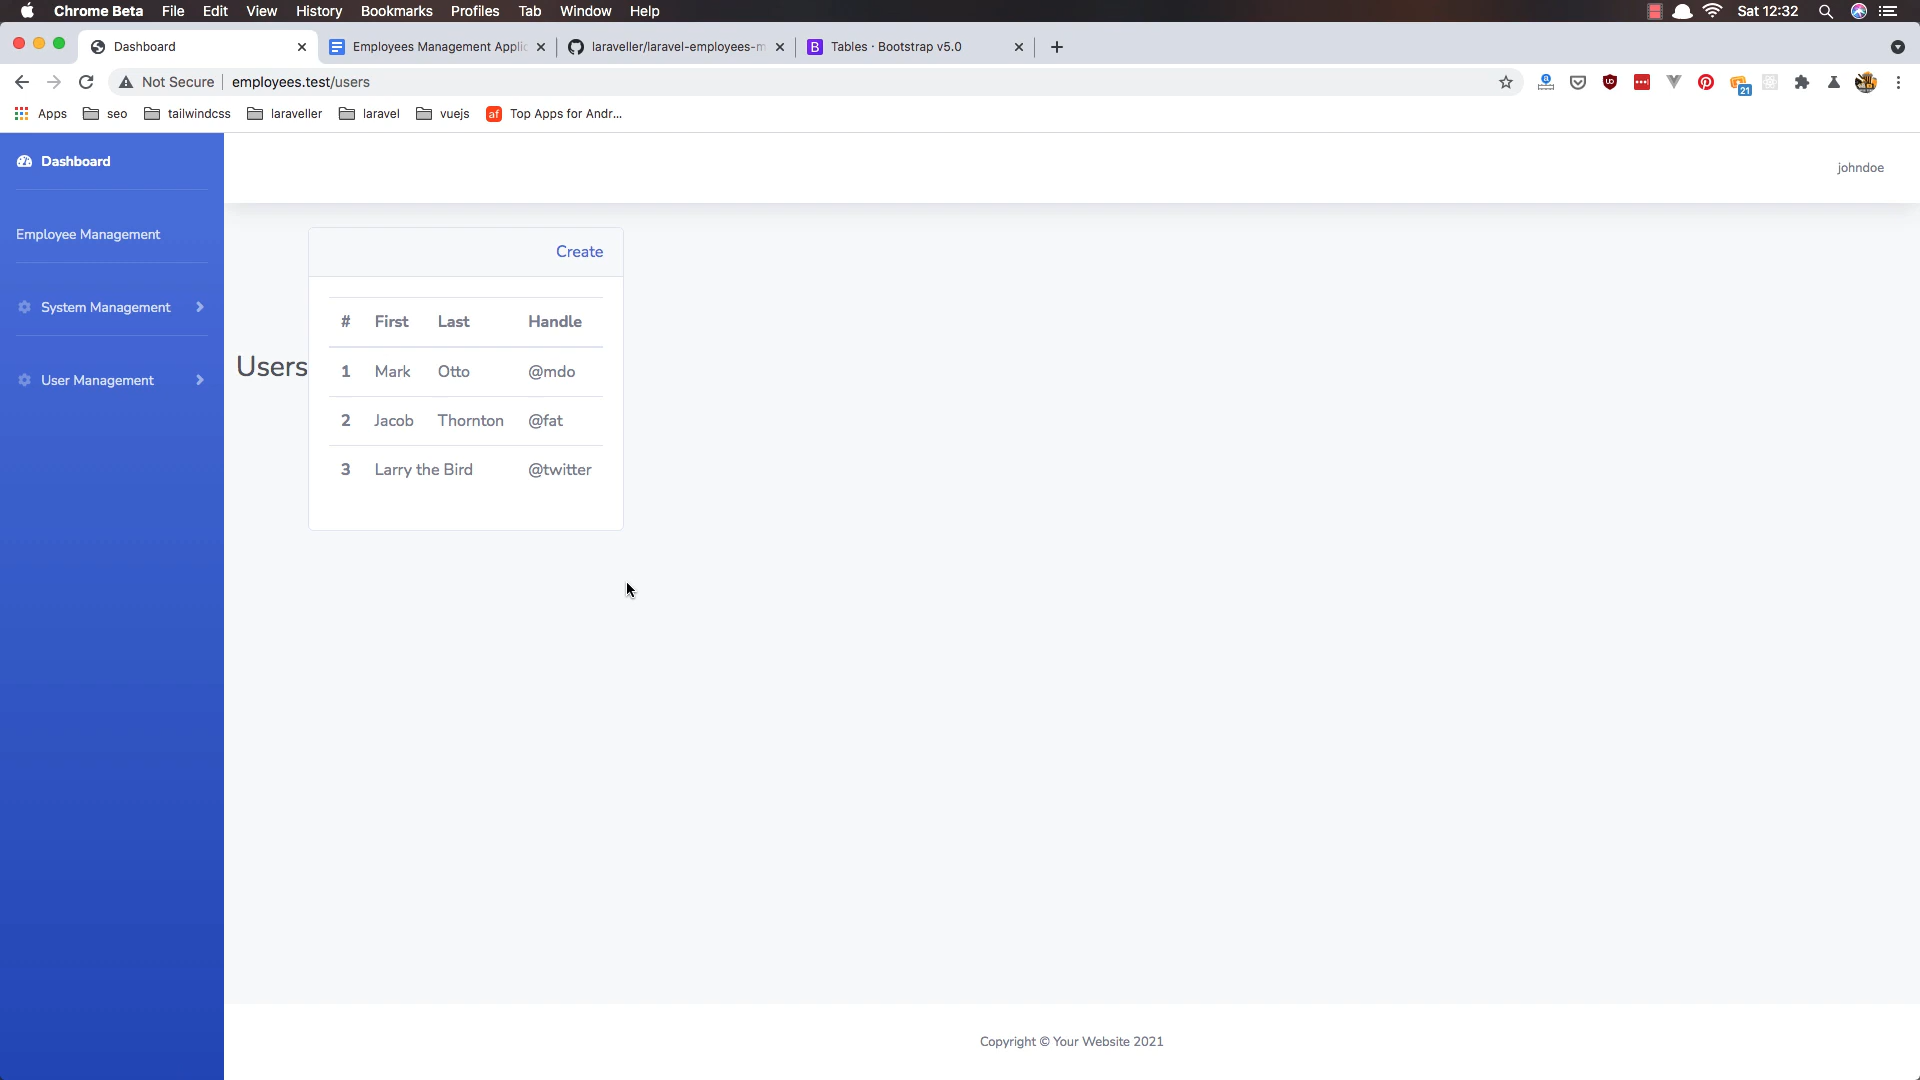 Chrome Beta File Edit View History Bookmarks Profiles Tab Window Help Sat 12:32
Dashboard Employees Management Applic laraveller/laravel-employees-m Tables · Bootstrap v5.0
Not Secure employees.test/users 21
Apps seo tailwindcss laraveller laravel vuejs af Top Apps for Andr...
Dashboard
johndoe
Employee Management
Create
System Management
# First Last Handle
Users
1 Mark Otto @mdo
User Management
2 Jacob Thornton @fat
3 Larry the Bird @twitter
Copyright © Your Website 2021